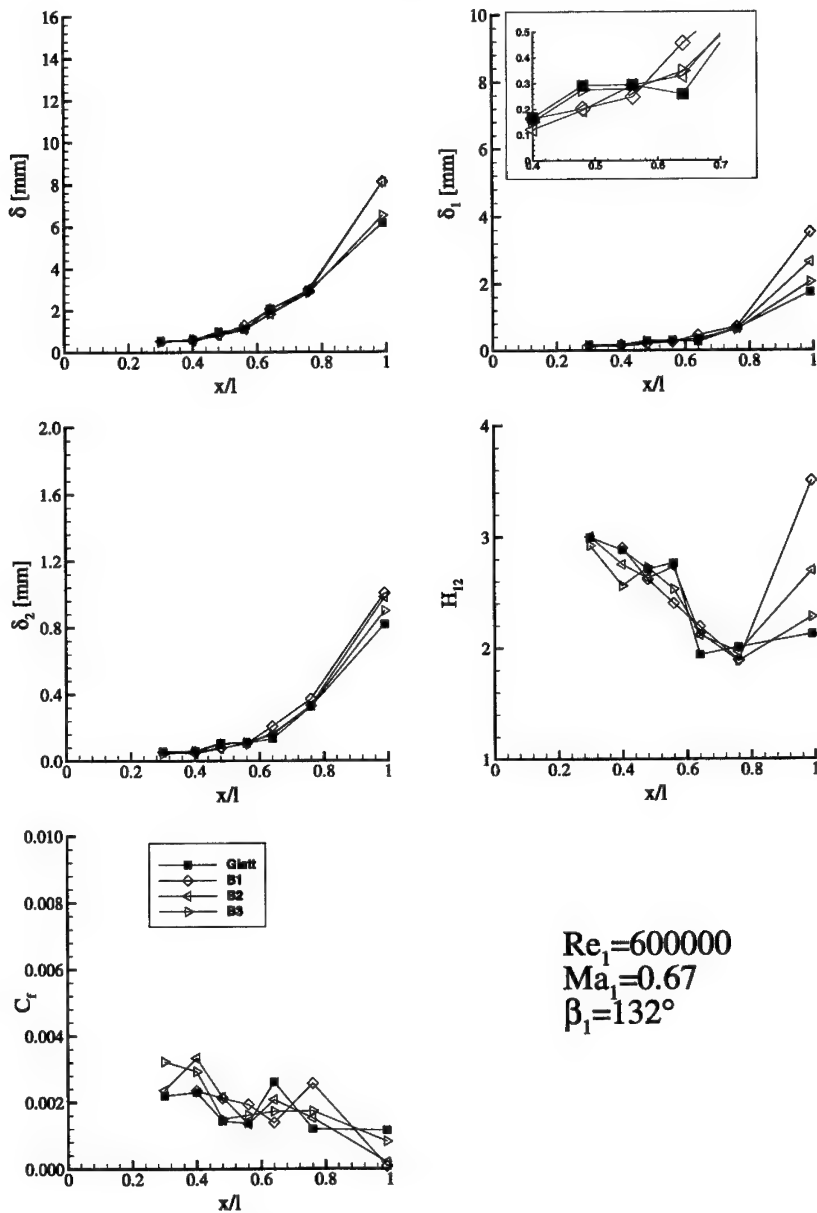 16
14
12
10
8
6
4
2
0
δ [mm]
0 0.2 0.4 0.6 0.8 1
x/l
10
8
6
4
2
0
δ₁ [mm]
0.5
0.4
0.3
0.2
0.1
0
0.4 0.5 0.6 0.7
0 0.2 0.4 0.6 0.8 1
x/l
2.0
1.6
1.2
0.8
0.4
0.0
δ₂ [mm]
0 0.2 0.4 0.6 0.8 1
x/l
4
3
2
1
H₁₂
0 0.2 0.4 0.6 0.8 1
x/l
0.010
0.008
0.006
0.004
0.002
0.000
C_f
Glatt
B1
B2
B3
0 0.2 0.4 0.6 0.8 1
x/l
Re₁=600000
Ma₁=0.67
β₁=132°